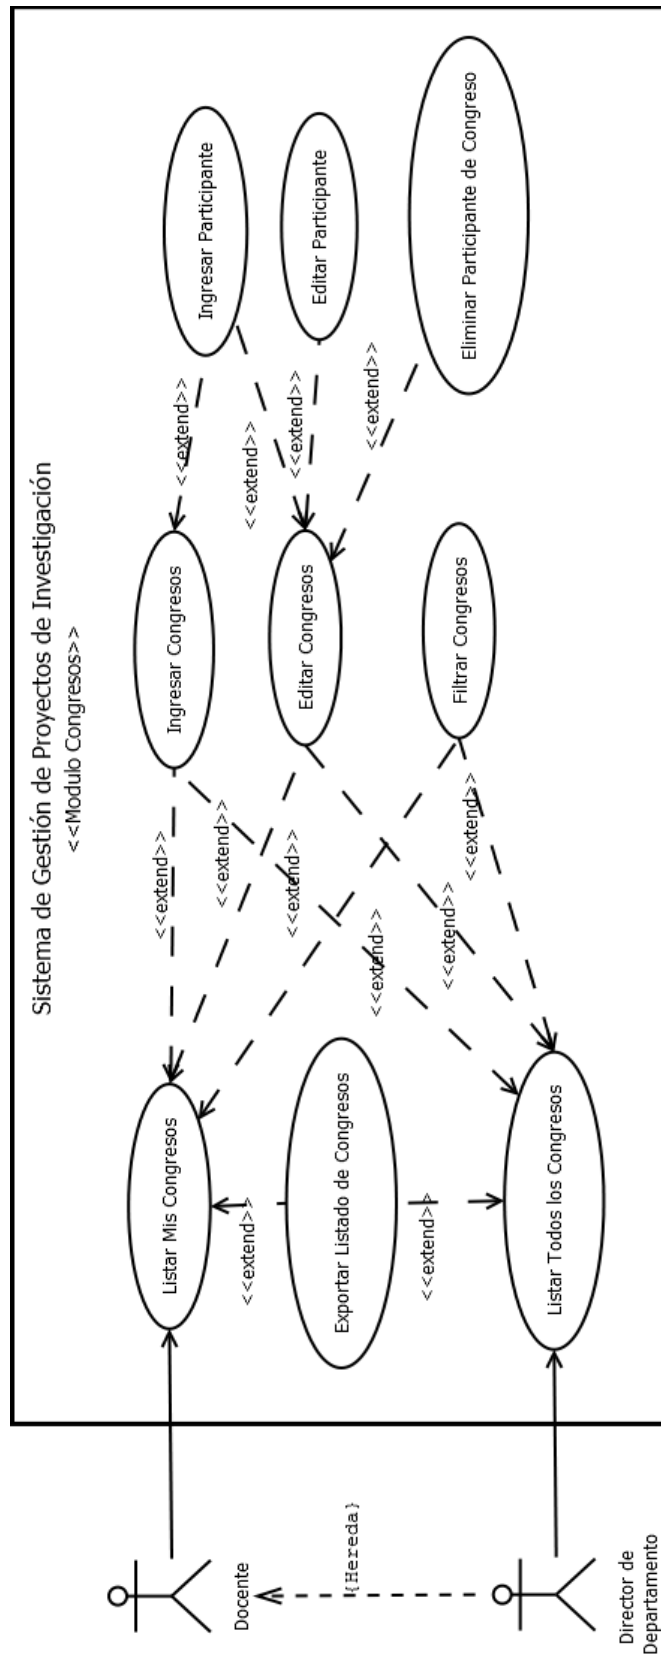 Sistema de Gestión de Proyectos de Investigación
<<Modulo Congresos>>
Docente
{Hereda}
Director de
Departamento
Listar Mis Congresos
<<extend>>
Exportar Listado de Congresos
<<extend>>
Listar Todos los Congresos
<<extend>>
<<extend>>
<<extend>>
<<extend>>
<<extend>>
<<extend>>
Ingresar Congresos
Editar Congresos
Filtrar Congresos
<<extend>>
<<extend>>
<<extend>>
<<extend>>
Ingresar Participante
Editar Participante
Eliminar Participante de Congreso